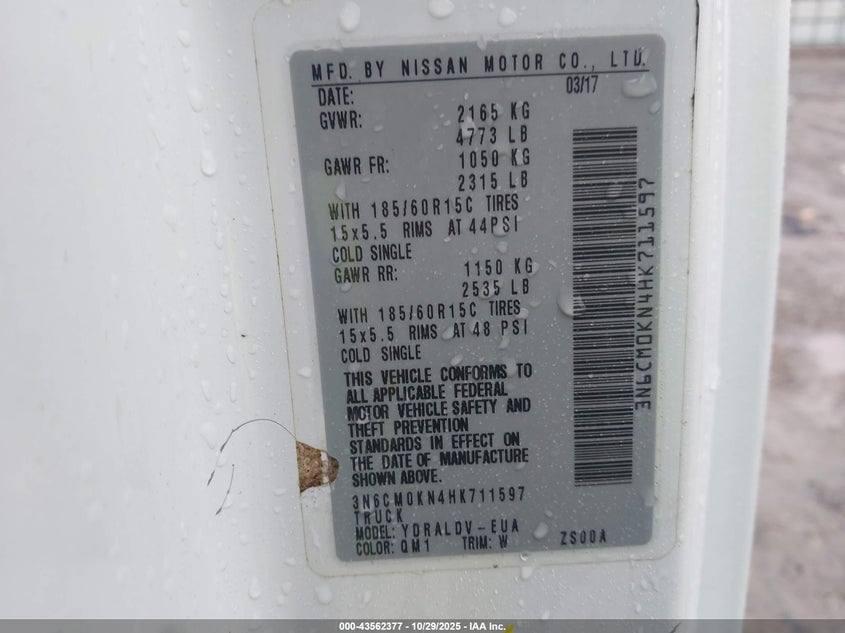 MFD. BY NISSAN MOTOR CO., LTD.
DATE: 03/17
GVWR: 2165 KG
4773 LB
GAWR FR: 1050 KG
2315 LB
WITH 185/60R15C TIRES
15x5.5 RIMS AT 44PSI
COLD SINGLE
GAWR RR: 1150 KG
2535 LB
WITH 185/60R15C TIRES
15x5.5 RIMS AT 48 PSI
COLD SINGLE
THIS VEHICLE CONFORMS TO
ALL APPLICABLE FEDERAL
MOTOR VEHICLE SAFETY AND
THEFT PREVENTION
STANDARDS IN EFFECT ON
THE DATE OF MANUFACTURE
SHOWN ABOVE.
3N6CM0KN4HK711597
TRUCK
MODEL: YDRALDV-EUA
COLOR: QM1 TRIM: W ZS00A
3N6CM0KN4HK711597
000-43562377 - 10/29/2025 - IAA Inc.